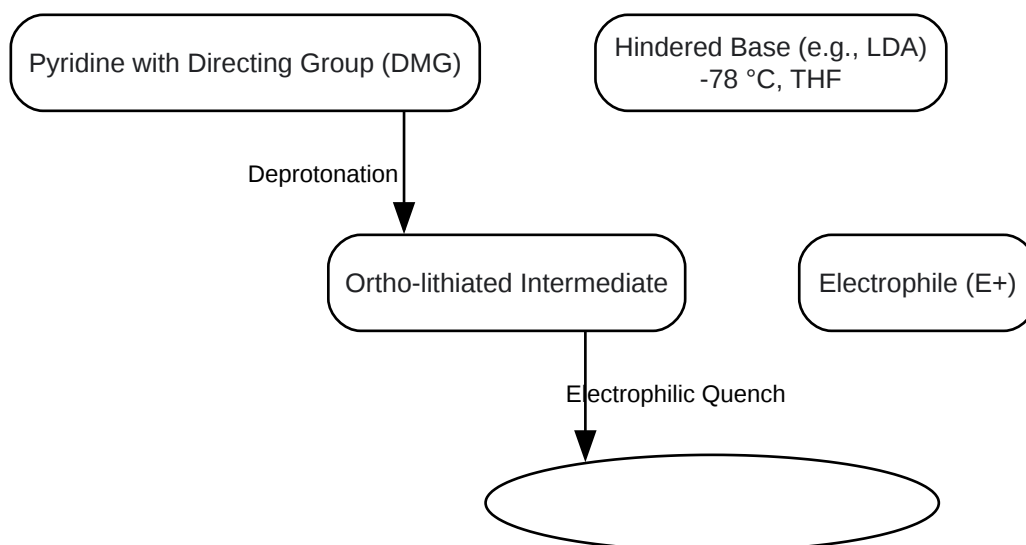 Pyridine with Directing Group (DMG)
Hindered Base (e.g., LDA)
-78 °C, THF
Deprotonation
Ortho-lithiated Intermediate
Electrophile (E+)
Electrophilic Quench